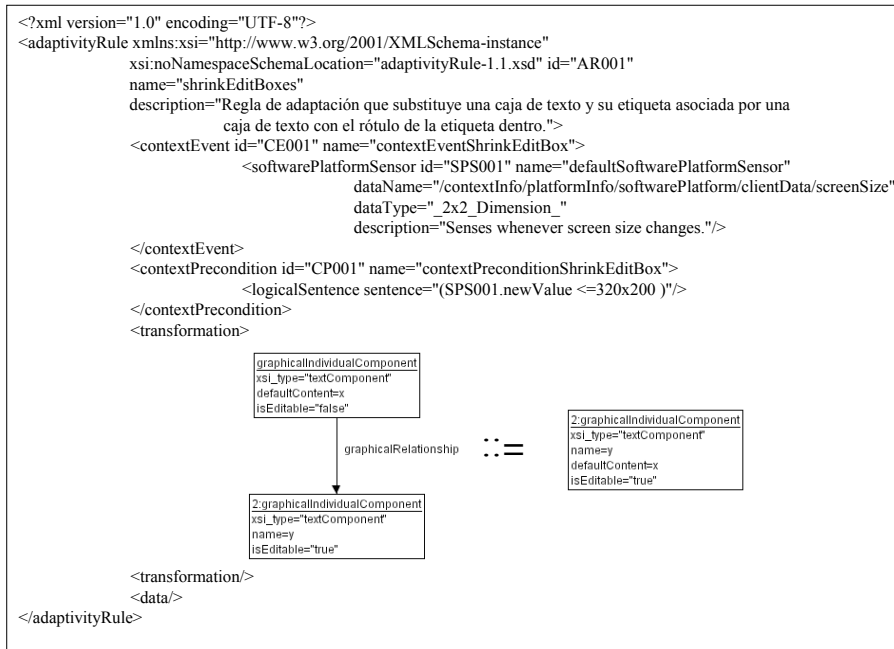 <?xml version="1.0" encoding="UTF-8"?>
<adaptivityRule xmlns:xsi="http://www.w3.org/2001/XMLSchema-instance"
xsi:noNamespaceSchemaLocation="adaptivityRule-1.1.xsd" id="AR001"
name="shrinkEditBoxes"
description="Regla de adaptación que substituye una caja de texto y su etiqueta asociada por una
caja de texto con el rótulo de la etiqueta dentro.">
<contextEvent id="CE001" name="contextEventShrinkEditBox">
<softwarePlatformSensor id="SPS001" name="defaultSoftwarePlatformSensor"
dataName="/contextInfo/platformInfo/softwarePlatform/clientData/screenSize"
dataType="_2x2_Dimension_"
description="Senses whenever screen size changes."/>
</contextEvent>
<contextPrecondition id="CP001" name="contextPreconditionShrinkEditBox">
<logicalSentence sentence="(SPS001.newValue <=320x200 )"/>
</contextPrecondition>
<transformation>
graphicalIndividualComponent
xsi_type="textComponent"
defaultContent=x
isEditable="false"
graphicalRelationship
::=
2:graphicalIndividualComponent
xsi_type="textComponent"
name=y
defaultContent=x
isEditable="true"
2:graphicalIndividualComponent
xsi_type="textComponent"
name=y
isEditable="true"
<transformation/>
<data/>
</adaptivityRule>